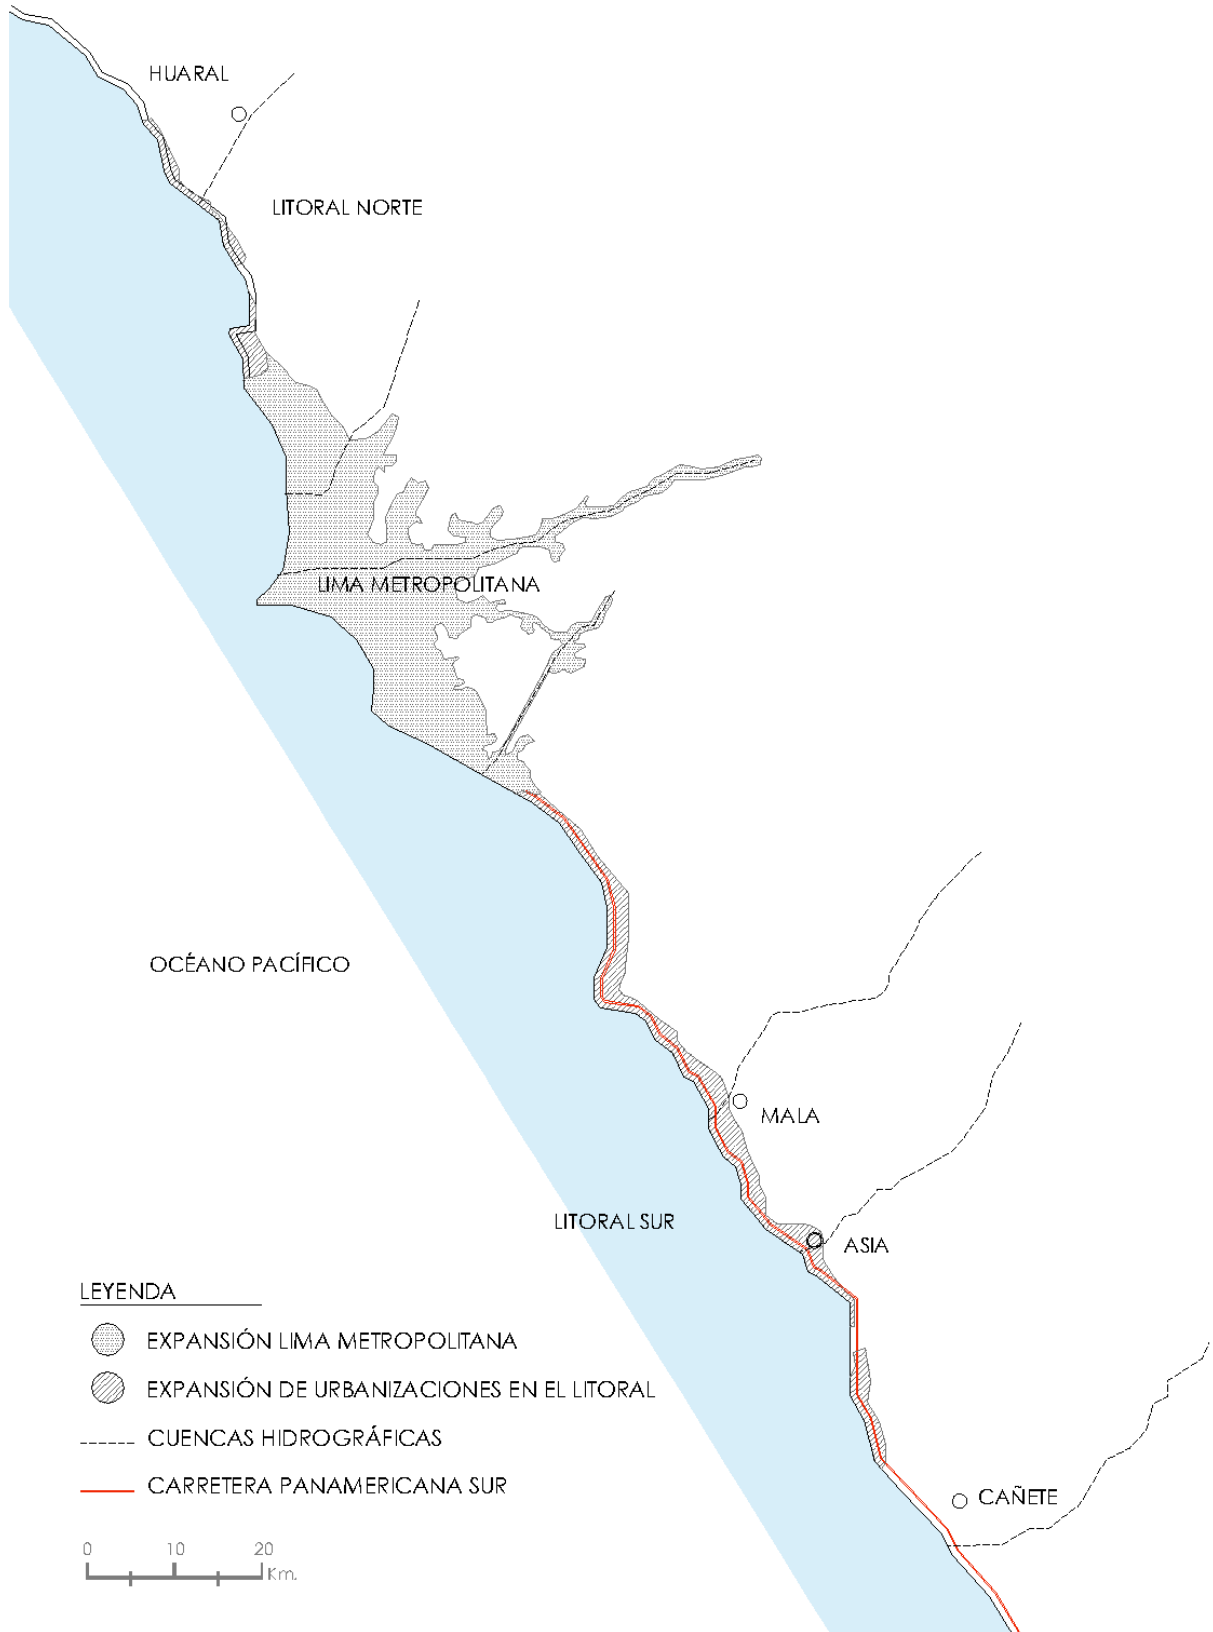 HUARAL
LITORAL NORTE
LIMA METROPOLITANA
OCÉANO PACÍFICO
MALA
LITORAL SUR
ASIA
LEYENDA
EXPANSIÓN LIMA METROPOLITANA
EXPANSIÓN DE URBANIZACIONES EN EL LITORAL
CUENCAS HIDROGRÁFICAS
CARRETERA PANAMERICANA SUR
CAÑETE
0 10 20
Km.